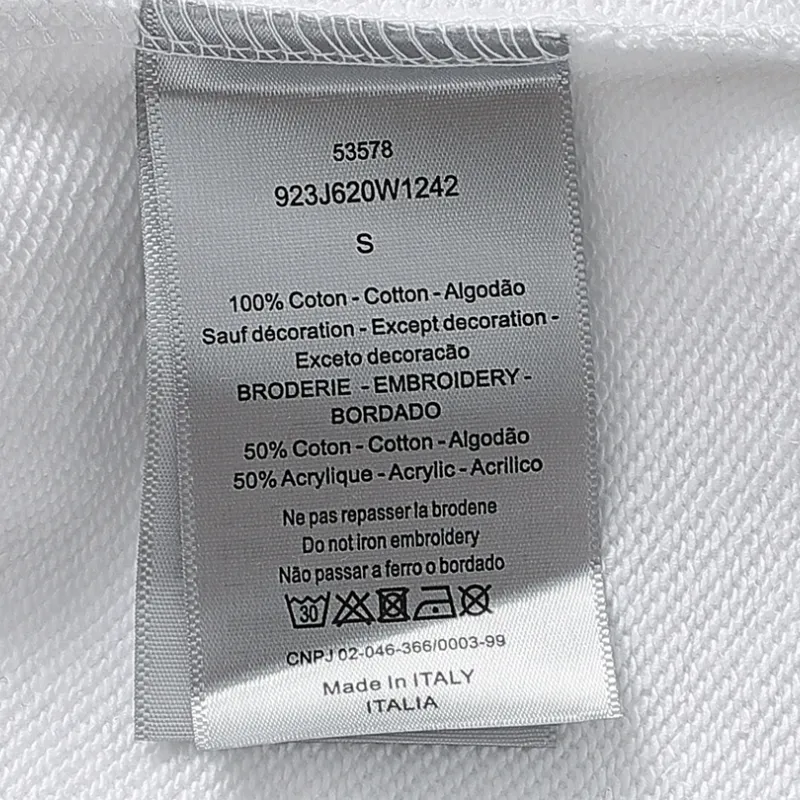 53578
923J620W1242
S
100% Coton - Cotton - Algodão
Sauf décoration - Except decoration -
Exceto decoracão
BRODERIE - EMBROIDERY -
BORDADO
50% Coton - Cotton - Algodão
50% Acrylique - Acrylic - Acrilico
Ne pas repasser la brodene
Do not iron embroidery
Não passar a ferro o bordado
30
CNPJ 02-046-366/0003-99
Made In ITALY
ITALIA